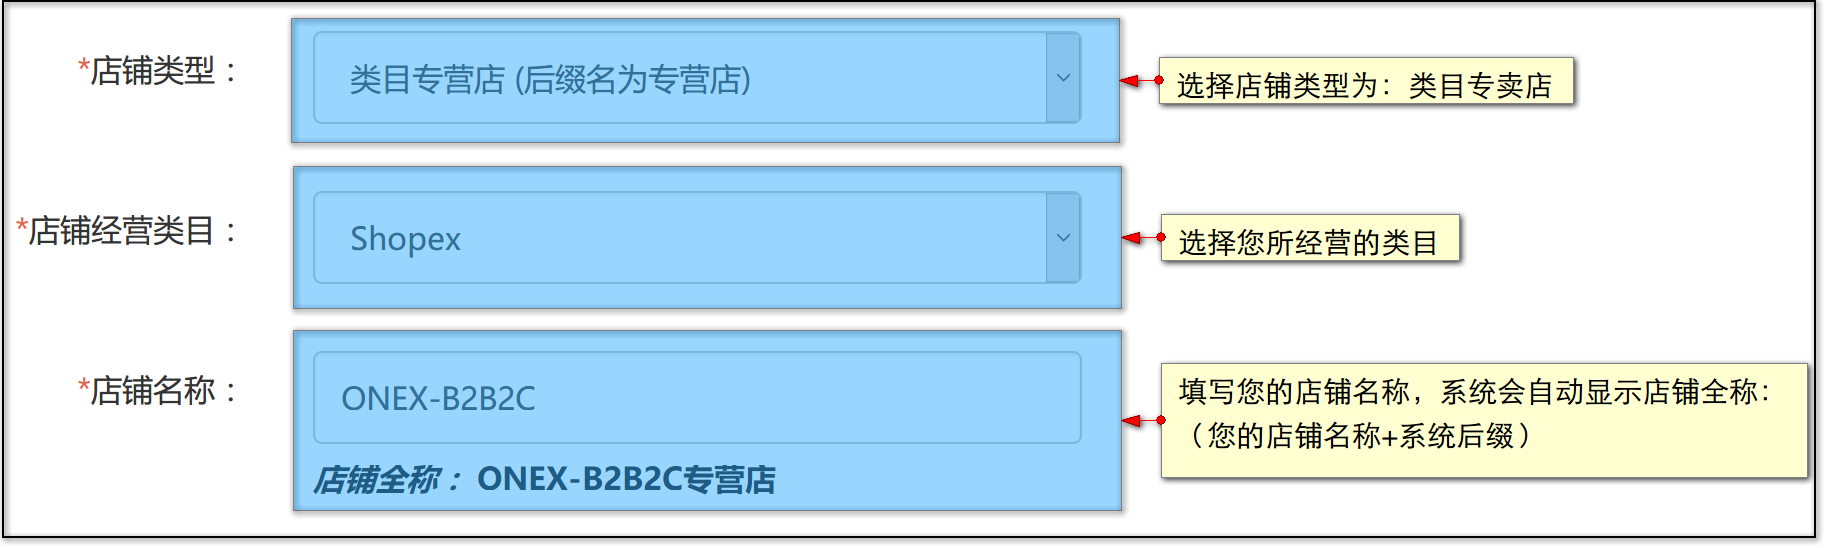 *店铺类型：
类目专营店 (后缀名为专营店)
选择店铺类型为：类目专卖店
*店铺经营类目：
Shopex
选择您所经营的类目
*店铺名称：
ONEX-B2B2C
店铺全称： ONEX-B2B2C专营店
填写您的店铺名称，系统会自动显示店铺全称：
（您的店铺名称+系统后缀）